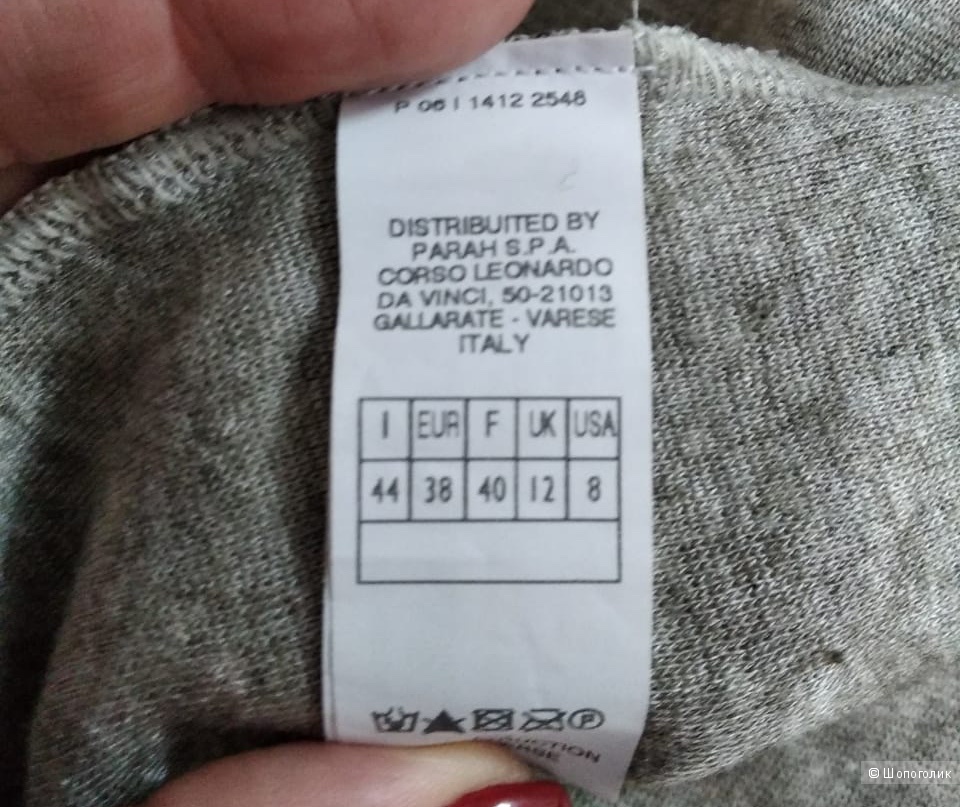 P 06 I 1412 2548
DISTRIBUITED BY
PARAH S.P.A.
CORSO LEONARDO
DA VINCI, 50-21013
GALLARATE - VARESE
ITALY
I EUR F UK USA
44 38 40 12 8
P
© Шопоголик